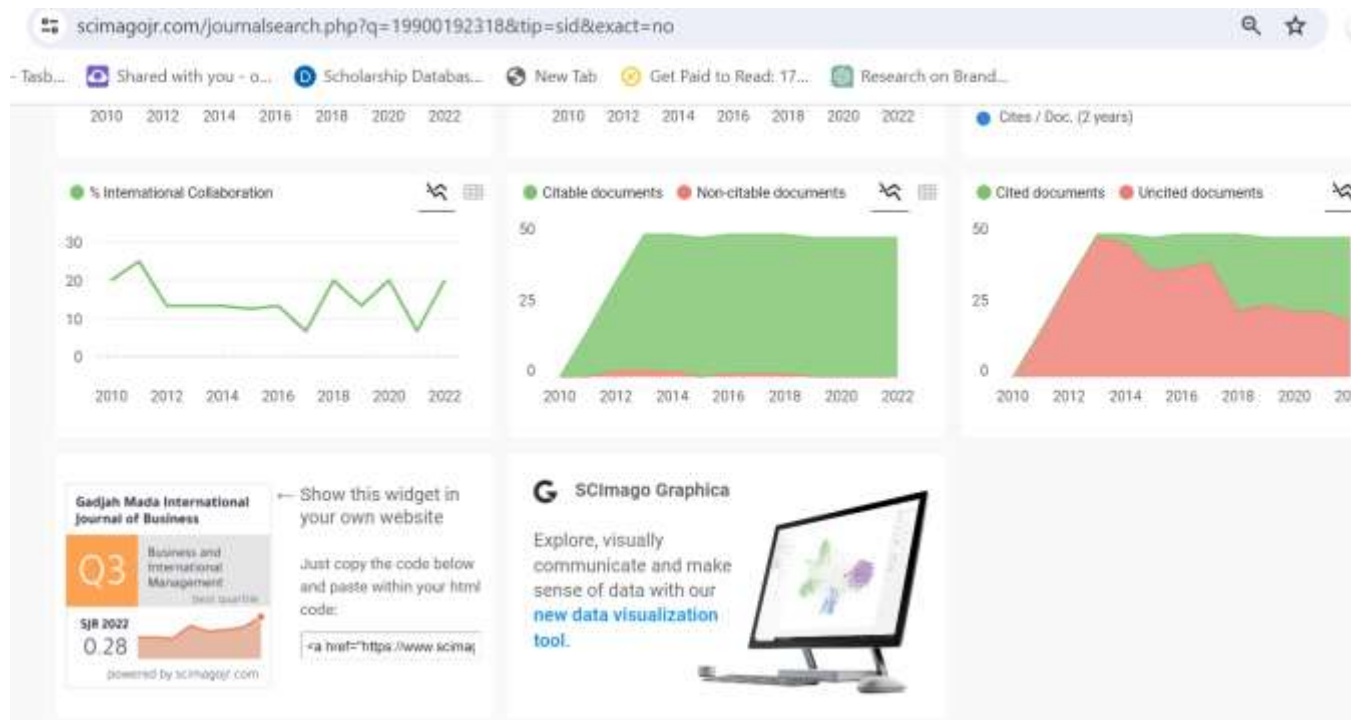 scimagojr.com/journalsearch.php?q=19900192318&tip=sid&exact=no
- Tasb... Shared with you - o... Scholarship Databas... New Tab Get Paid to Read: 17... Research on Brand...
2010 2012 2014 2016 2018 2020 2022
2010 2012 2014 2016 2018 2020 2022
Cites / Doc. (2 years)
% International Collaboration
30
20
10
0
2010 2012 2014 2016 2018 2020 2022
Citable documents Non-citable documents
50
25
0
2010 2012 2014 2016 2018 2020 2022
Cited documents Uncited documents
50
25
0
2010 2012 2014 2016 2018 2020 20
Gadjah Mada International
Journal of Business
Q3
Business and
International
Management
best quartile
SJR 2022
0.28
powered by scimagojr.com
← Show this widget in
your own website
Just copy the code below
and paste within your html
code:
<a href="https://www.scimag
G SCImago Graphica
Explore, visually
communicate and make
sense of data with our
new data visualization
tool.